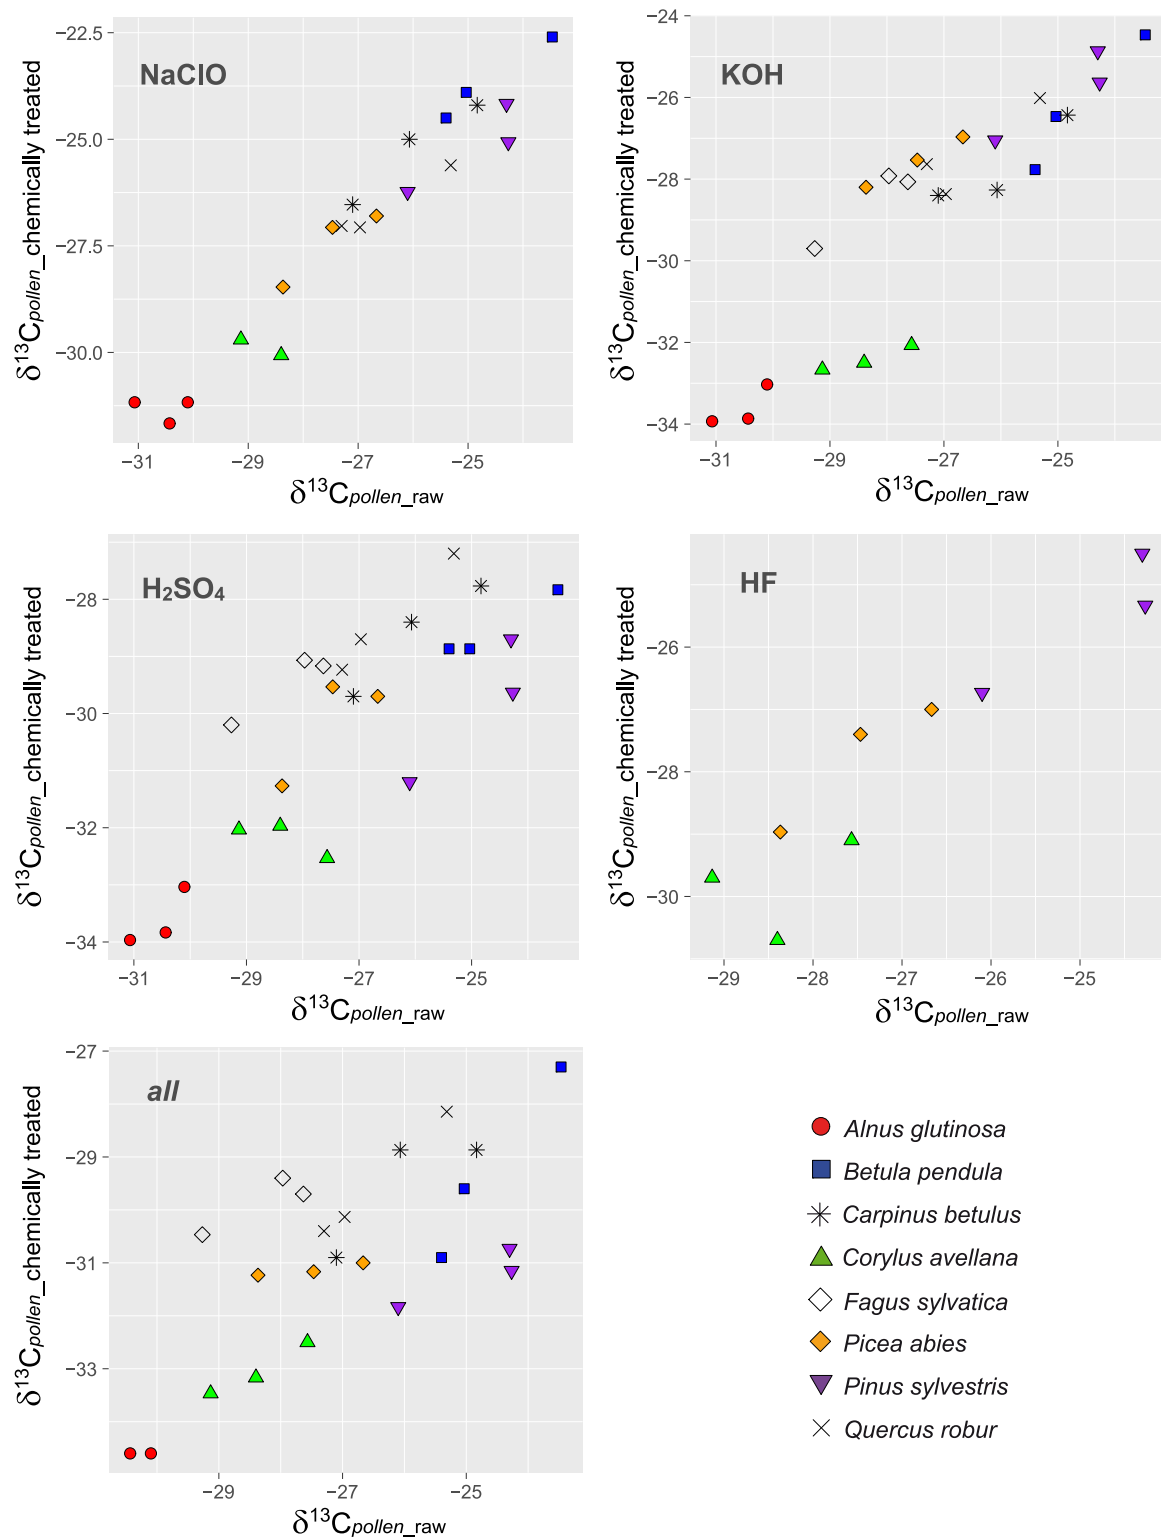 NaClO
−22.5
−25.0
−27.5
−30.0
−31
−29
−27
−25
δ¹³Cpollen_chemically treated
δ¹³Cpollen_raw
KOH
−24
−26
−28
−30
−32
−34
−31
−29
−27
−25
δ¹³Cpollen_chemically treated
δ¹³Cpollen_raw
H₂SO₄
−28
−30
−32
−34
−31
−29
−27
−25
δ¹³Cpollen_chemically treated
δ¹³Cpollen_raw
HF
−26
−28
−30
−29
−28
−27
−26
−25
δ¹³Cpollen_chemically treated
δ¹³Cpollen_raw
all
−27
−29
−31
−33
−29
−27
−25
δ¹³Cpollen_chemically treated
δ¹³Cpollen_raw
Alnus glutinosa
Betula pendula
Carpinus betulus
Corylus avellana
Fagus sylvatica
Picea abies
Pinus sylvestris
Quercus robur